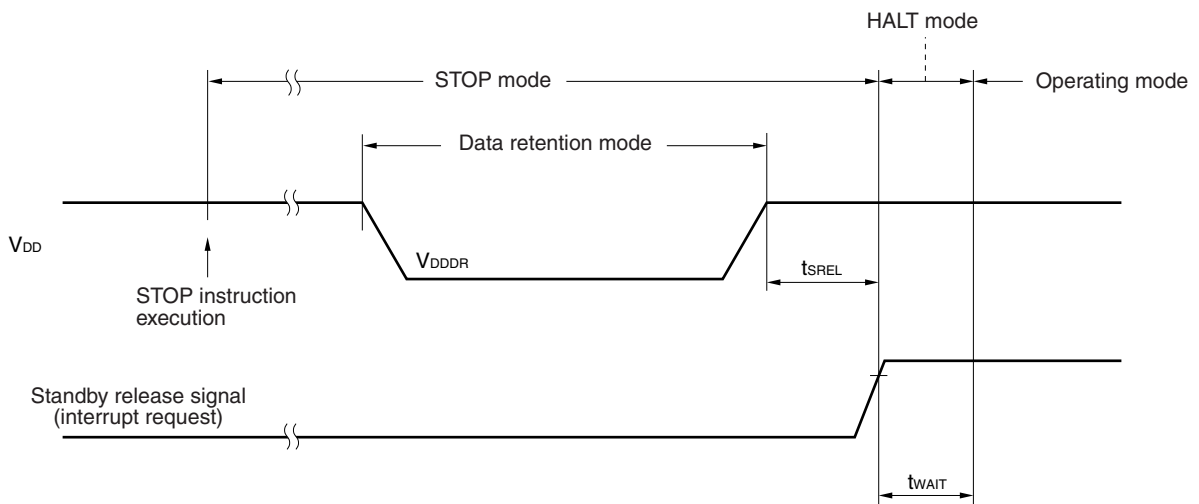 HALT mode
STOP mode
Operating mode
Data retention mode
VDD
VDDDR
tSREL
STOP instruction
execution
Standby release signal
(interrupt request)
tWAIT